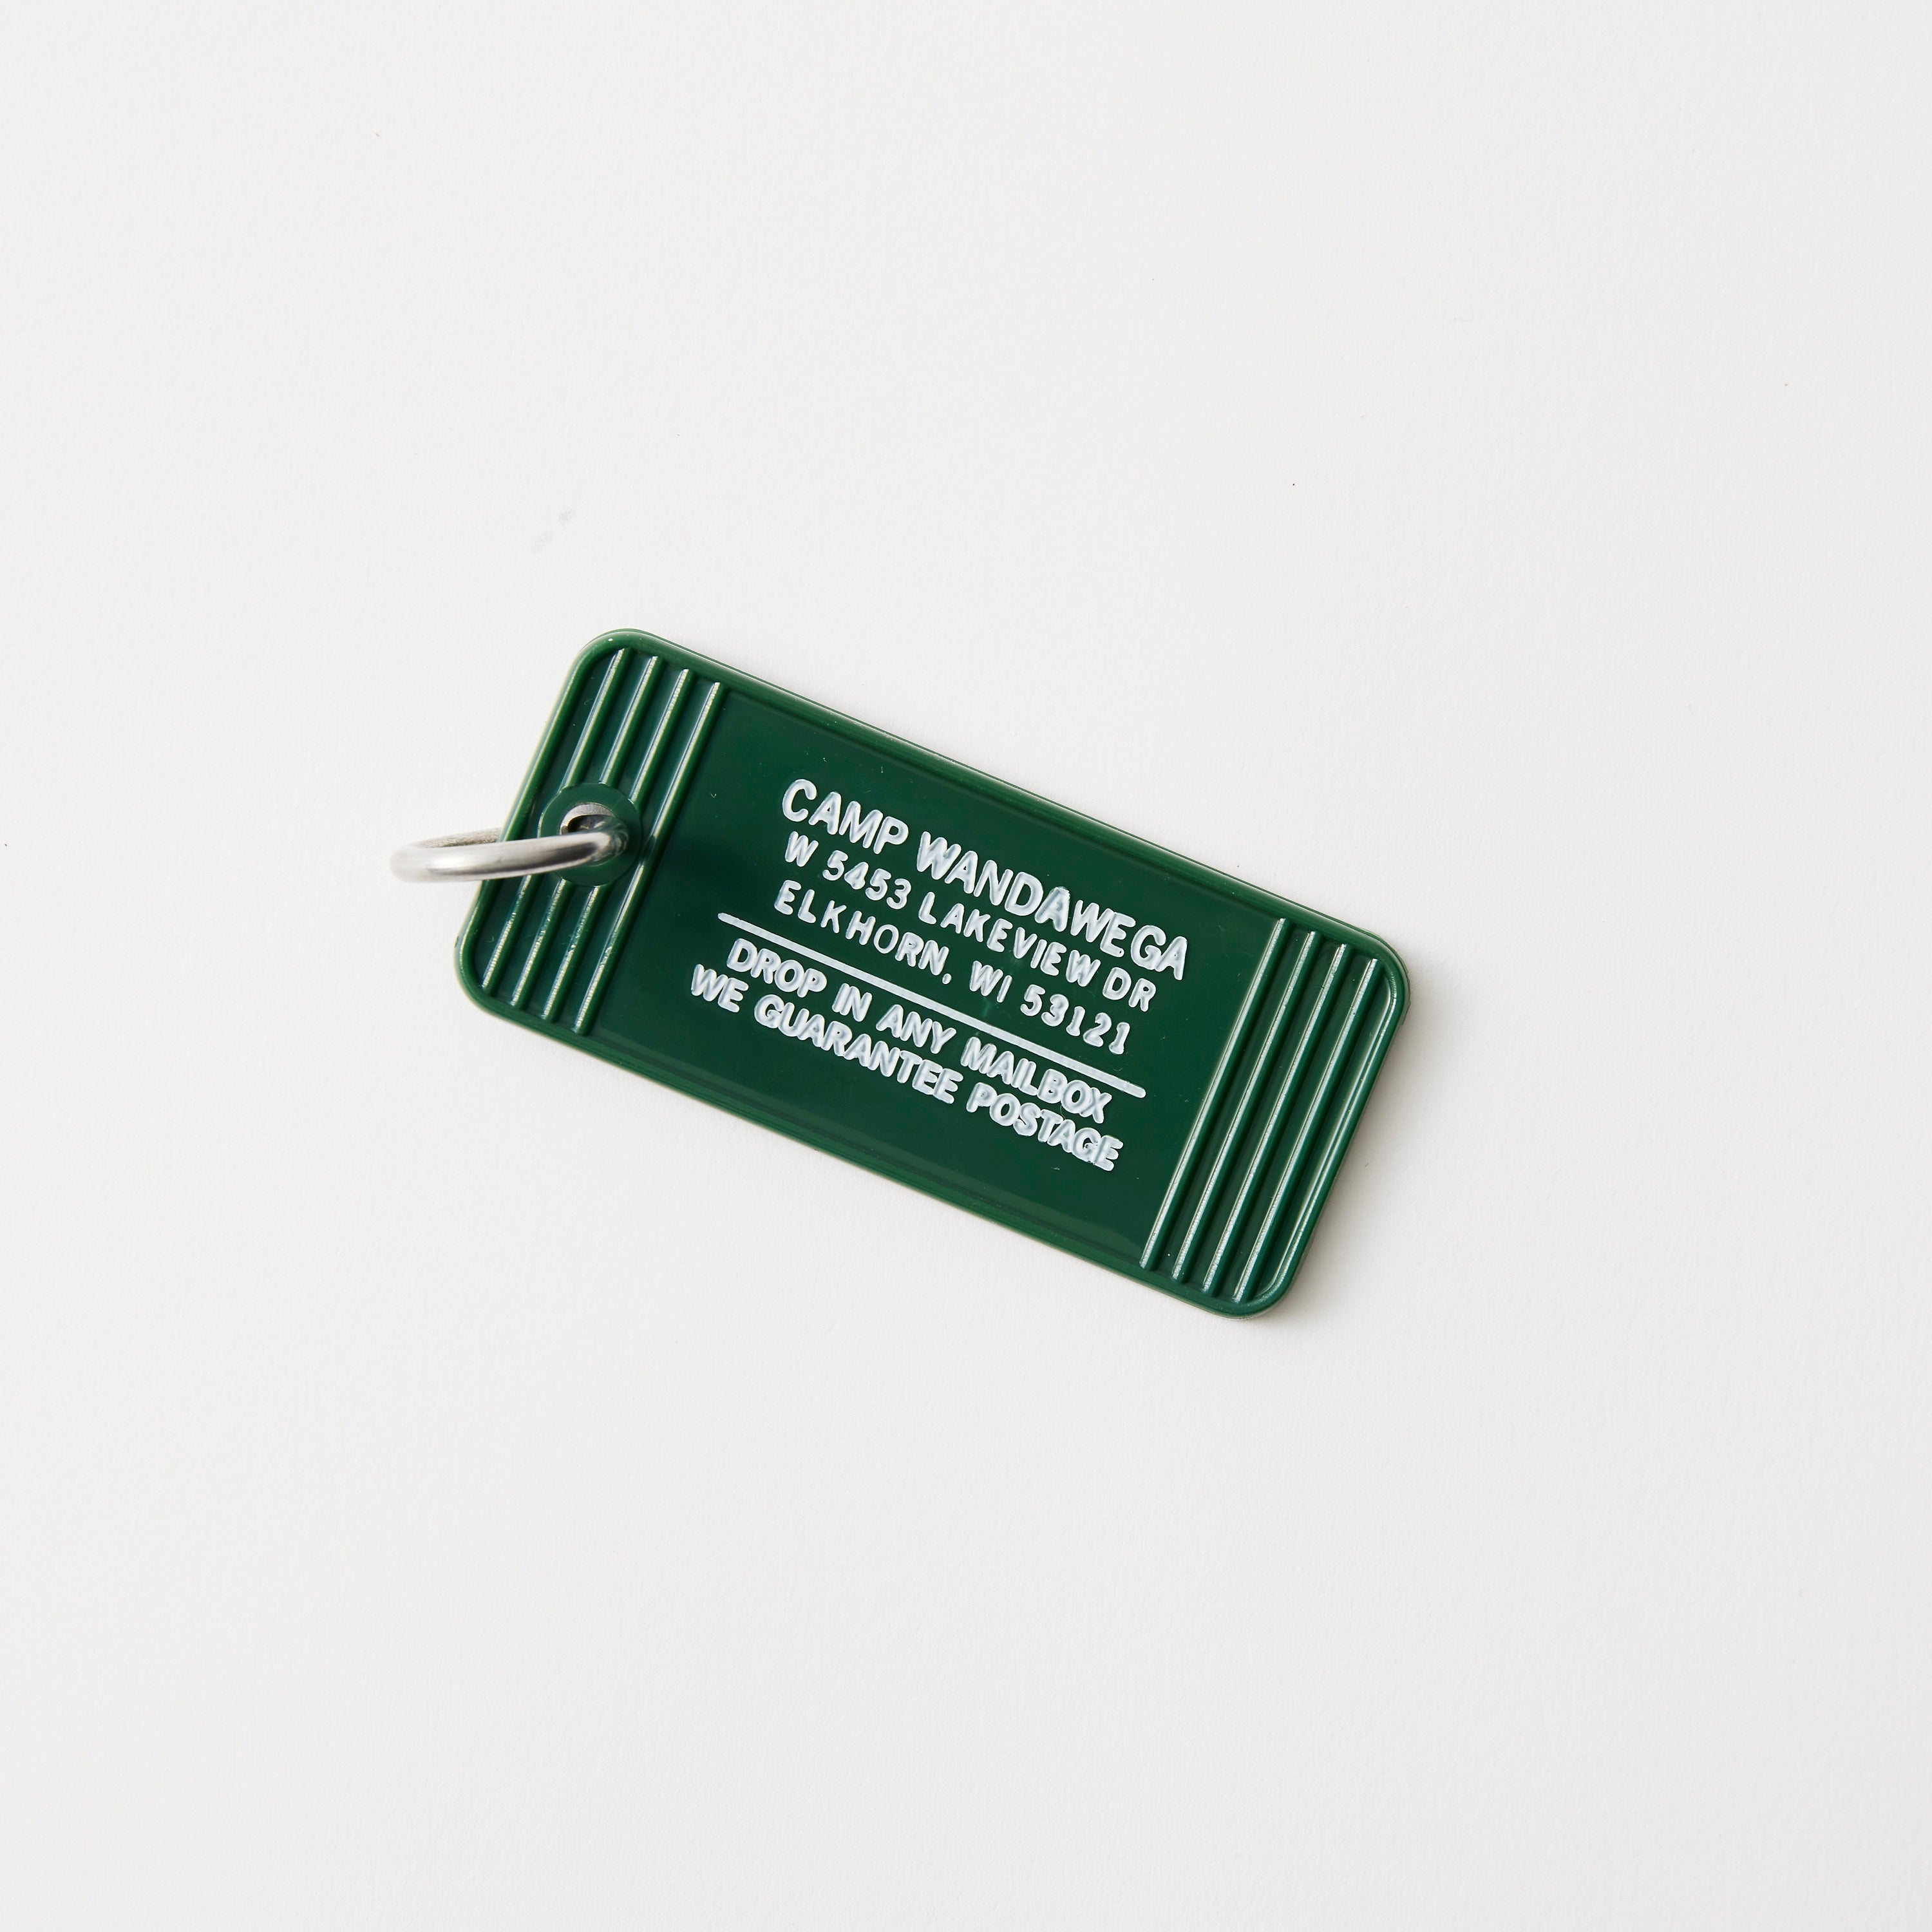 CAMP WANDAWEGA
W 5453 LAKEVIEW DR
ELKHORN, WI 53121
DROP IN ANY MAILBOX
WE GUARANTEE POSTAGE